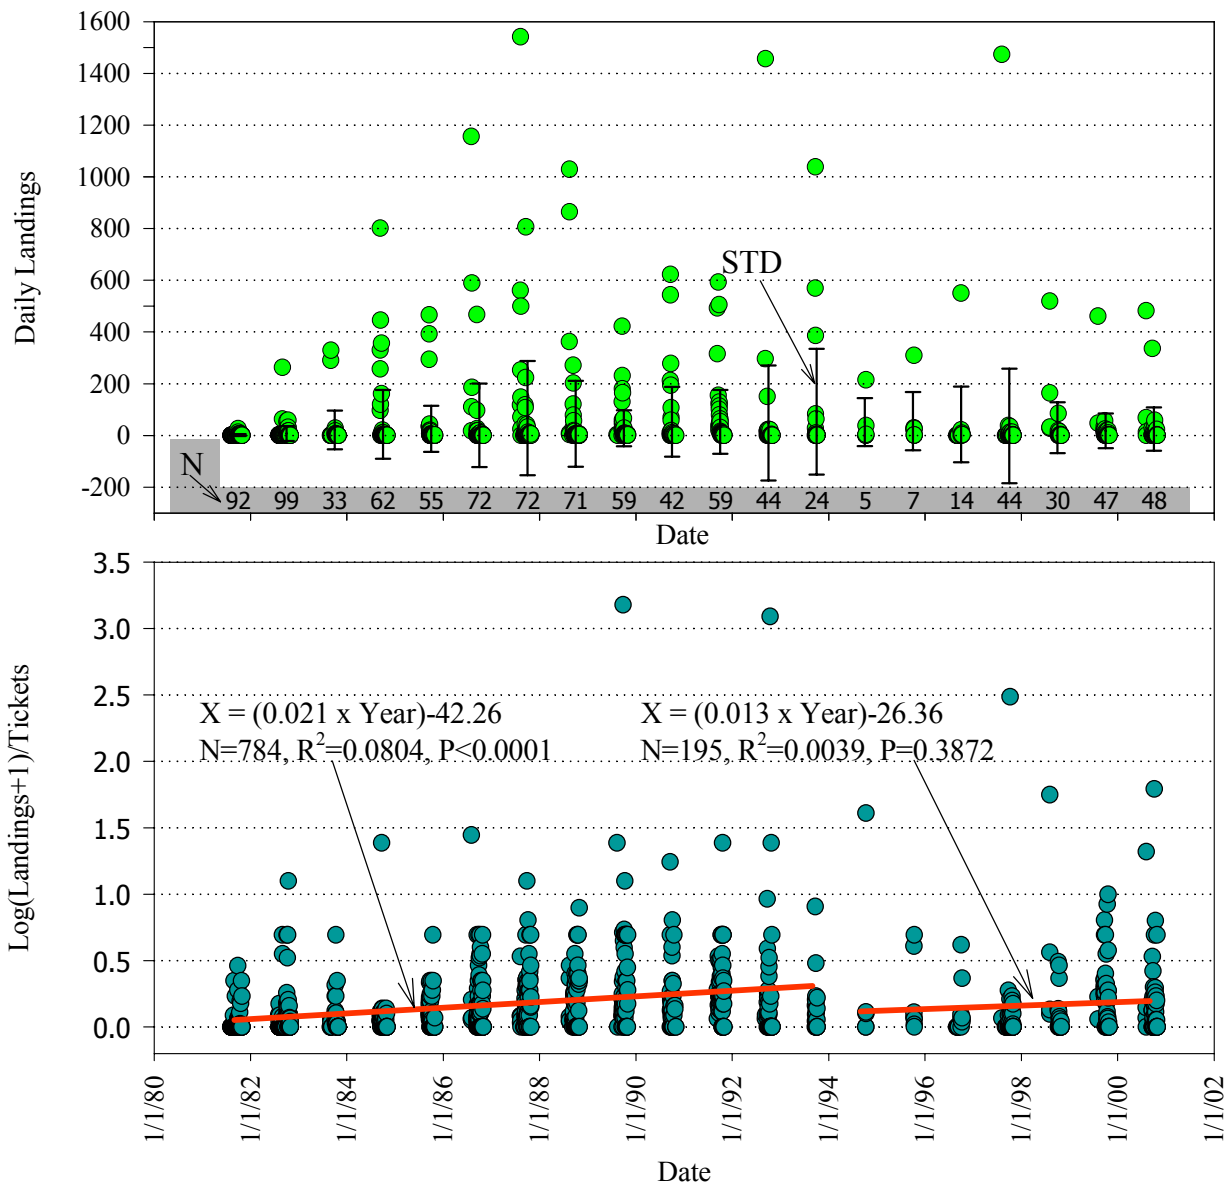 1600
1400
1200
1000
800
600
400
200
0
-200
Daily Landings
STD
N
92 99 33 62 55 72 72 71 59 42 59 44 24 5 7 14 44 30 47 48
Date
3.5
3.0
2.5
2.0
1.5
1.0
0.5
0.0
Log(Landings+1)/Tickets
X = (0.021 x Year)-42.26
N=784, R²=0.0804, P<0.0001
X = (0.013 x Year)-26.36
N=195, R²=0.0039, P=0.3872
1/1/80 1/1/82 1/1/84 1/1/86 1/1/88 1/1/90 1/1/92 1/1/94 1/1/96 1/1/98 1/1/00 1/1/02
Date